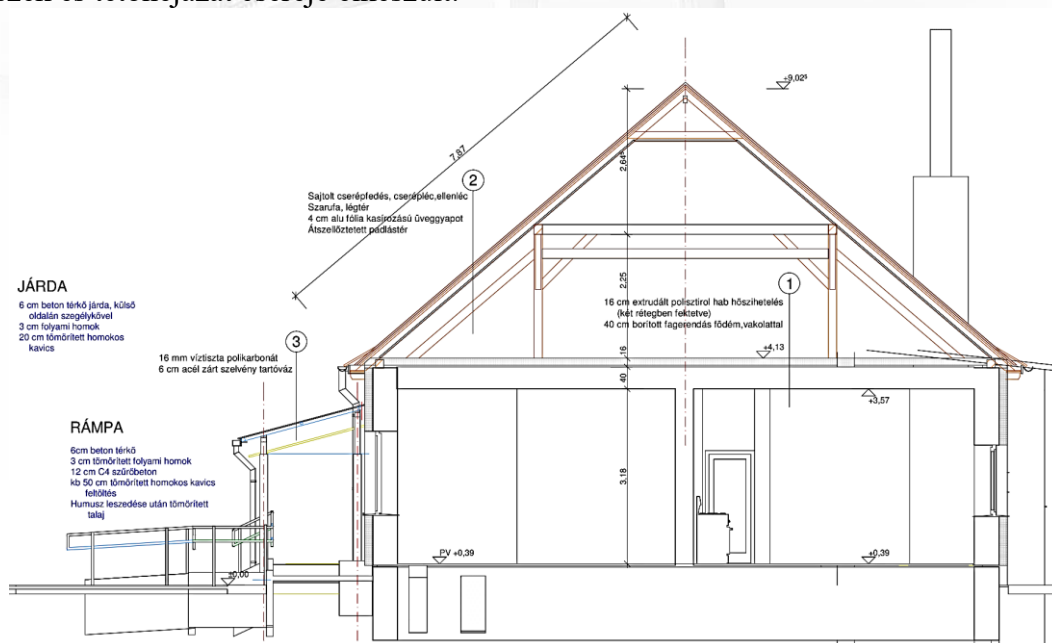 +9,02⁵
7,87
2,64⁵
2
Sajtolt cserépfedés, cserépléc,ellenléc
Szarufa, légtér
4 cm alu fólia kasírozású üveggyapot
Átszellőztetett padlástér
JÁRDA
6 cm beton térkő járda, külső
oldalán szegélykővel
3 cm folyami homok
20 cm tömörített homokos
kavics
2,25
1
16 cm extrudált polisztirol hab hőszihetelés
(két rétegben fektetve)
40 cm borított fagerendás födém,vakolattal
3
16 mm víztiszta polikarbonát
6 cm acél zárt szelvény tartóváz
16
+4,13
40
+3,57
RÁMPA
6cm beton térkő
3 cm tömörített folyami homok
12 cm C4 szűrőbeton
kb 50 cm tömörített homokos kavics
feltöltés
Humusz leszedése után tömörített
talaj
3,18
PV +0,39
+0,39
±0,00